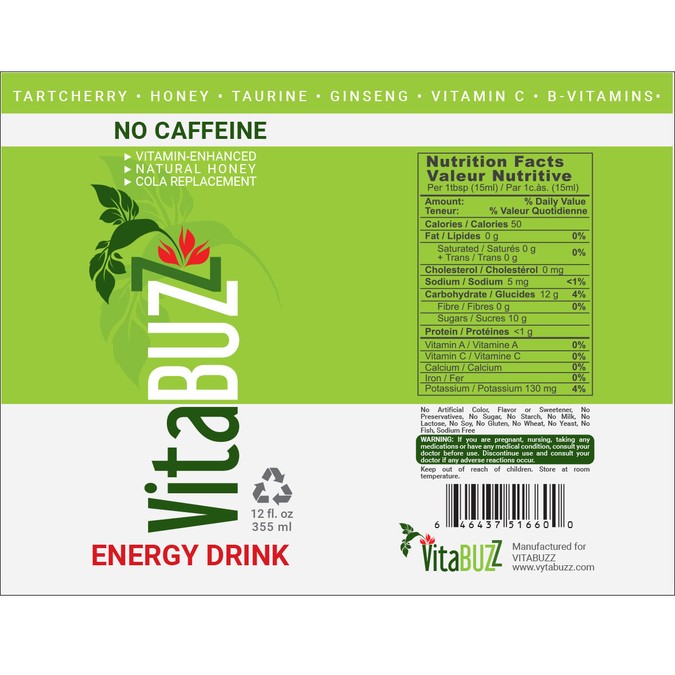 TARTCHERRY • HONEY • TAURINE • GINSENG • VITAMIN C • B-VITAMINS•
NO CAFFEINE
▶ VITAMIN-ENHANCED
▶ NATURAL HONEY
▶ COLA REPLACEMENT
VitaBUZZ
12 fl. oz
355 ml
ENERGY DRINK
Nutrition Facts
Valeur Nutritive
Per 1tbsp (15ml) / Par 1c.às. (15ml)
Amount: % Daily Value
Teneur: % Valeur Quotidienne
Calories / Calories 50
Fat / Lipides 0 g 0%
Saturated / Saturés 0 g
+ Trans / Trans 0 g 0%
Cholesterol / Cholestérol 0 mg
Sodium / Sodium 5 mg <1%
Carbohydrate / Glucides 12 g 4%
Fibre / Fibres 0 g 0%
Sugars / Sucres 10 g
Protein / Protéines <1 g
Vitamin A / Vitamine A 0%
Vitamin C / Vitamine C 0%
Calcium / Calcium 0%
Iron / Fer 0%
Potassium / Potassium 130 mg 4%
No Artificial Color, Flavor or Sweetener, No
Preservatives, No Sugar, No Starch, No Milk, No
Lactose, No Soy, No Gluten, No Wheat, No Yeast, No
Fish, Sodium Free
WARNING: If you are pregnant, nursing, taking any
medications or have any medical condition, consult your
doctor before use. Discontinue use and consult your
doctor if any adverse reactions occur.
Keep out of reach of children. Store at room
temperature.
6 46437 51660 0
VitaBUZZ
Manufactured for
VITABUZZ
www.vytabuzz.com